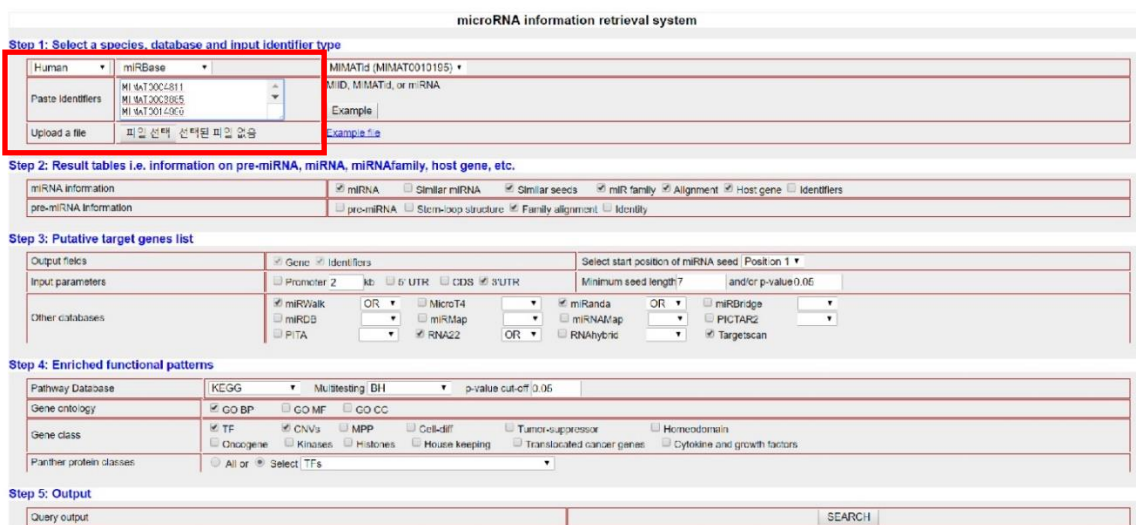 microRNA information retrieval system
Step 1: Select a species, database and input identifier type
Human miRBase MIMATid (MIMAT0010195)
Paste Identifiers
MIMAT0004811
MIID, MIMATid, or miRNA
Example
Upload a file 파일 선택 선택된 파일 없음 Example file
Step 2: Result tables i.e. information on pre-miRNA, miRNA, miRNAfamily, host gene, etc.
miRNA information miRNA Similar miRNA Similar seeds miR family Alignment Host gene Identifiers
pre-miRNA Information pre-miRNA Stem-loop structure Family alignment Identity
Step 3: Putative target genes list
Output fields Gene Identifiers Select start position of miRNA seed Position 1
Input parameters Promoter 2 kb 5' UTR CDS 3'UTR Minimum seed length 7 and/or p-value 0.05
Other databases
miRWalk OR MicroT4 miRanda OR miRBridge
miRDB miRMap miRNAMap PICTAR2
PITA RNA22 OR RNAhybrid Targetscan
Step 4: Enriched functional patterns
Pathway Database KEGG Multitesting BH p-value cut-off 0.05
Gene ontology GO BP GO MF GO CC
Gene class
TF CNVs MPP Cell-diff Tumor-suppressor Homeodomain
Oncogene Kinases Histones House keeping Translocated cancer genes Cytokine and growth factors
Panther protein classes All or Select TFs
Step 5: Output
Query output SEARCH